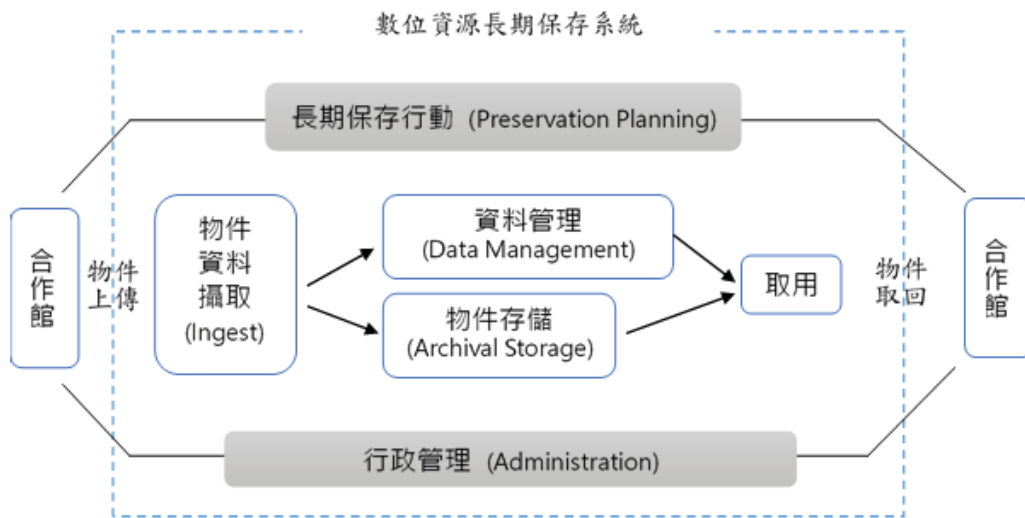 數位資源長期保存系統
長期保存行動 (Preservation Planning)
合作館
物件
上傳
物件
資料
攝取
(Ingest)
資料管理
(Data Management)
物件存儲
(Archival Storage)
取用
物件
取回
合作館
行政管理 (Administration)